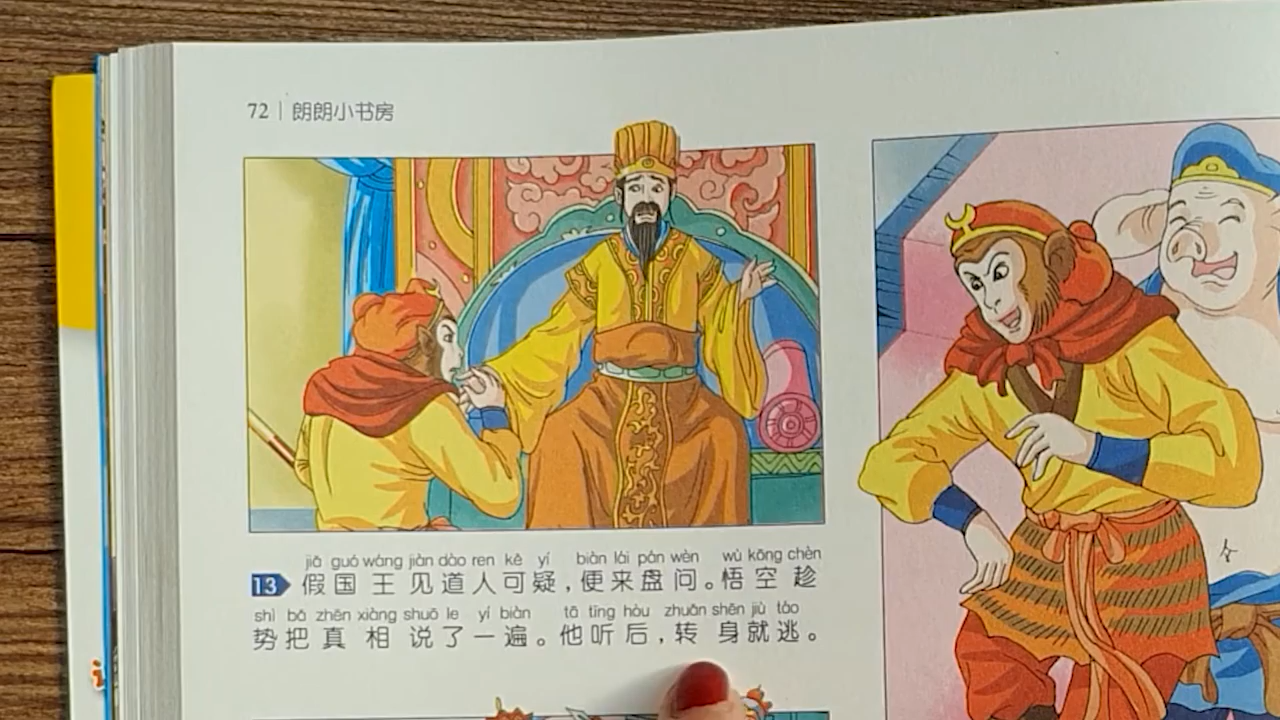 72 | 朗朗小书房
jiǎ guó wáng jiàn dào ren kě yí biàn lái pán wèn wù kōng chèn
13 假国王见道人可疑,便来盘问。悟空趁
shì bǎ zhēn xiàng shuō le yí biàn tā tīng hòu zhuǎn shēn jiù táo
势把真相说了一遍。他听后,转身就逃。